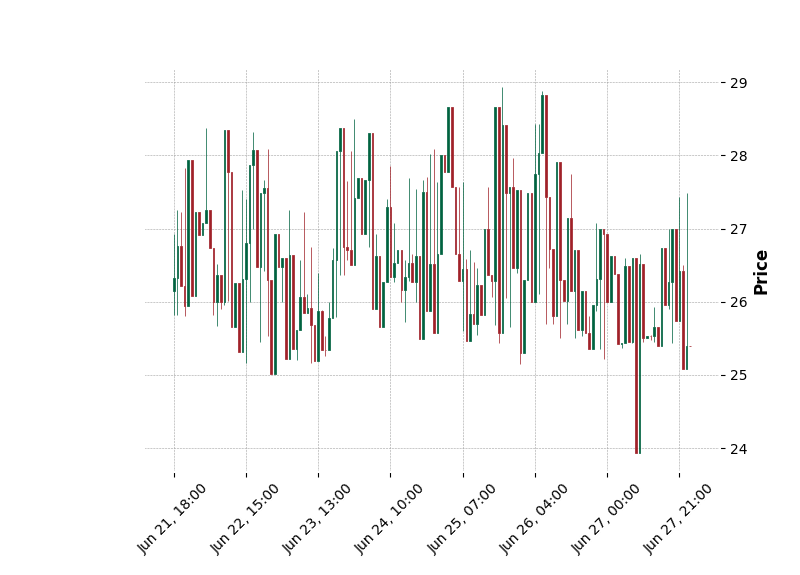 29
28
27
26
25
24
Price
Jun 21, 18:00
Jun 22, 15:00
Jun 23, 13:00
Jun 24, 10:00
Jun 25, 07:00
Jun 26, 04:00
Jun 27, 00:00
Jun 27, 21:00